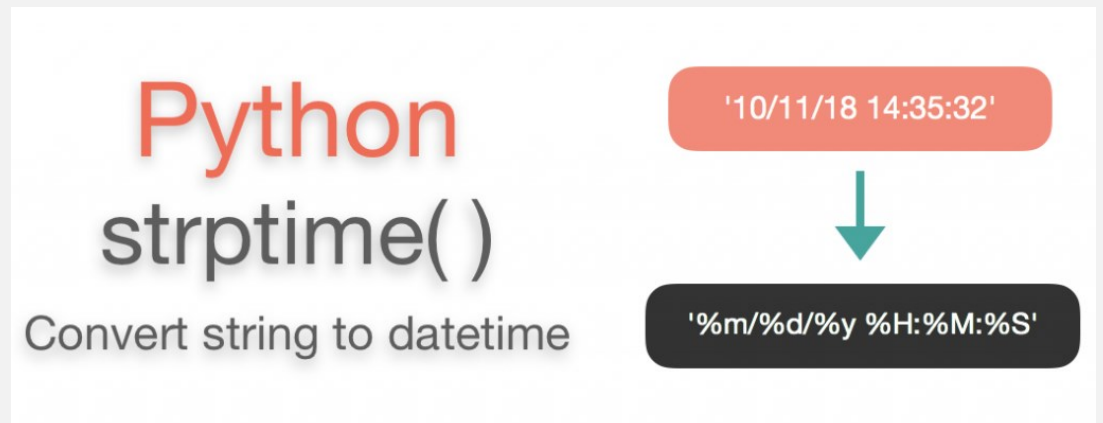 Python
strptime( )
Convert string to datetime
'10/11/18 14:35:32'
'%m/%d/%y %H:%M:%S'